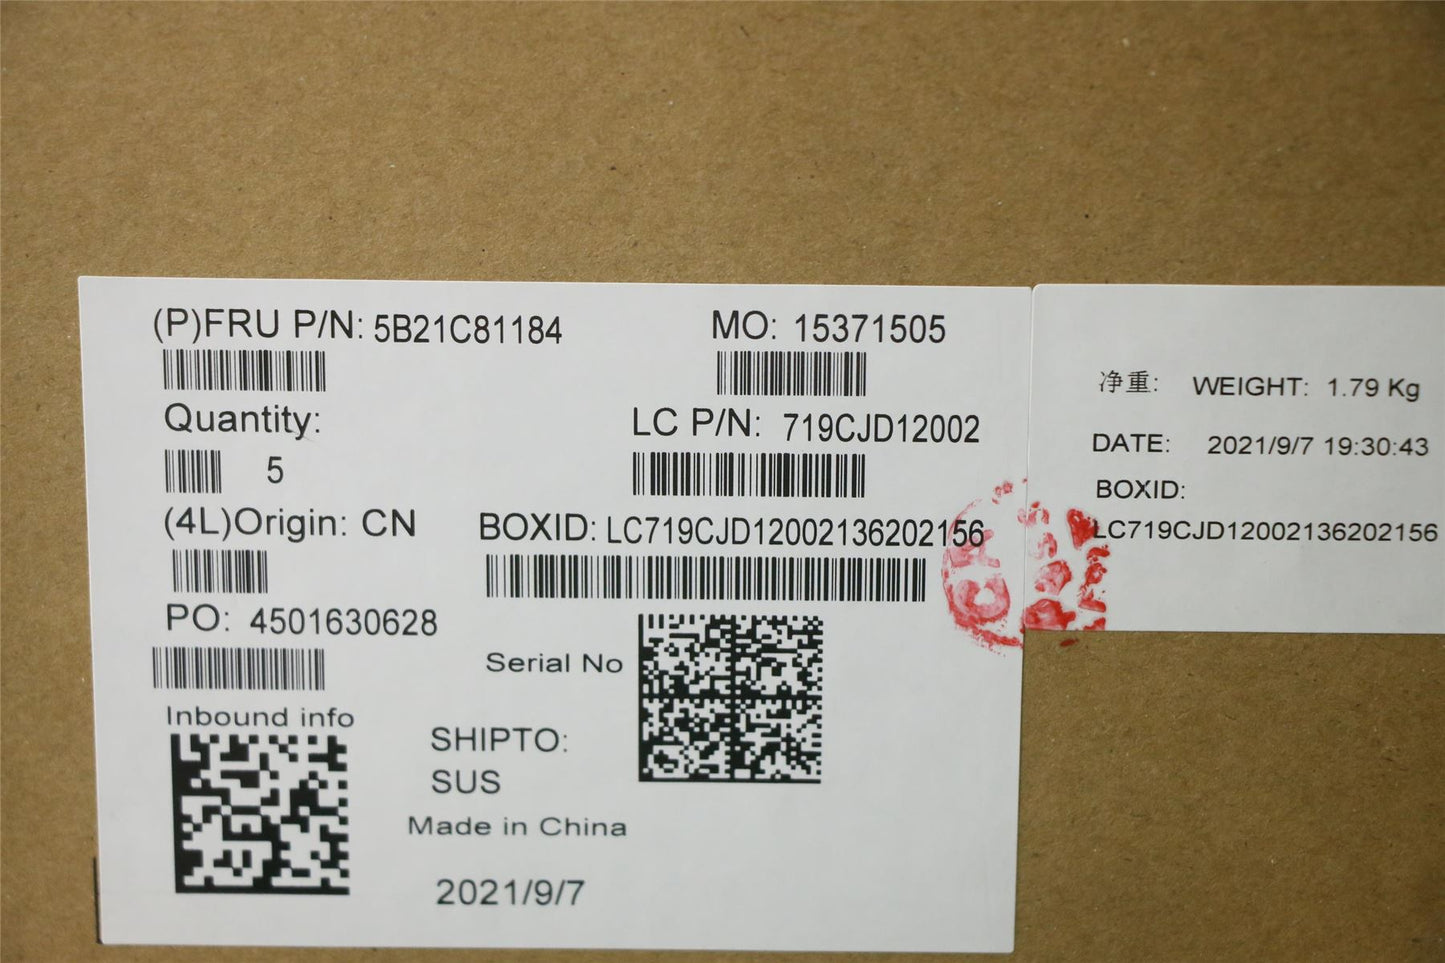 (P)FRU P/N: 5B21C81184
MO: 15371505
Quantity:
5
LC P/N: 719CJD12002
(4L)Origin: CN
BOXID: LC719CJD12002136202156
PO: 4501630628
Serial No
Inbound info
SHIPTO:
SUS
Made in China
2021/9/7
净重: WEIGHT: 1.79 Kg
DATE: 2021/9/7 19:30:43
BOXID:
LC719CJD12002136202156